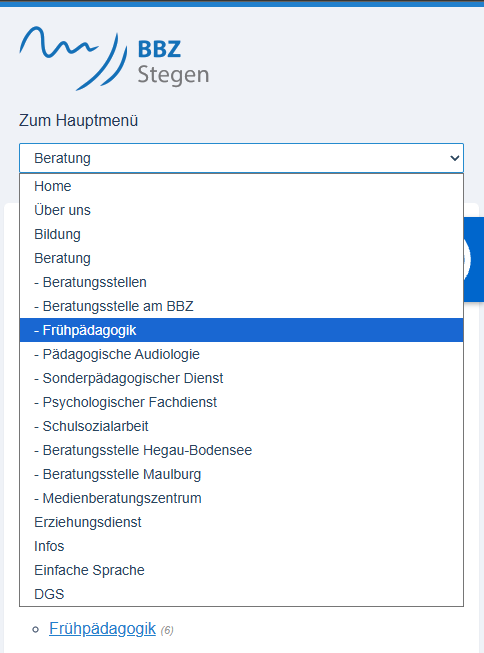 BBZ
Stegen
Zum Hauptmenü
Beratung
Home
Über uns
Bildung
Beratung
- Beratungsstellen
- Beratungsstelle am BBZ
- Frühpädagogik
- Pädagogische Audiologie
- Sonderpädagogischer Dienst
- Psychologischer Fachdienst
- Schulsozialarbeit
- Beratungsstelle Hegau-Bodensee
- Beratungsstelle Maulburg
- Medienberatungszentrum
Erziehungsdienst
Infos
Einfache Sprache
DGS
Frühpädagogik (6)